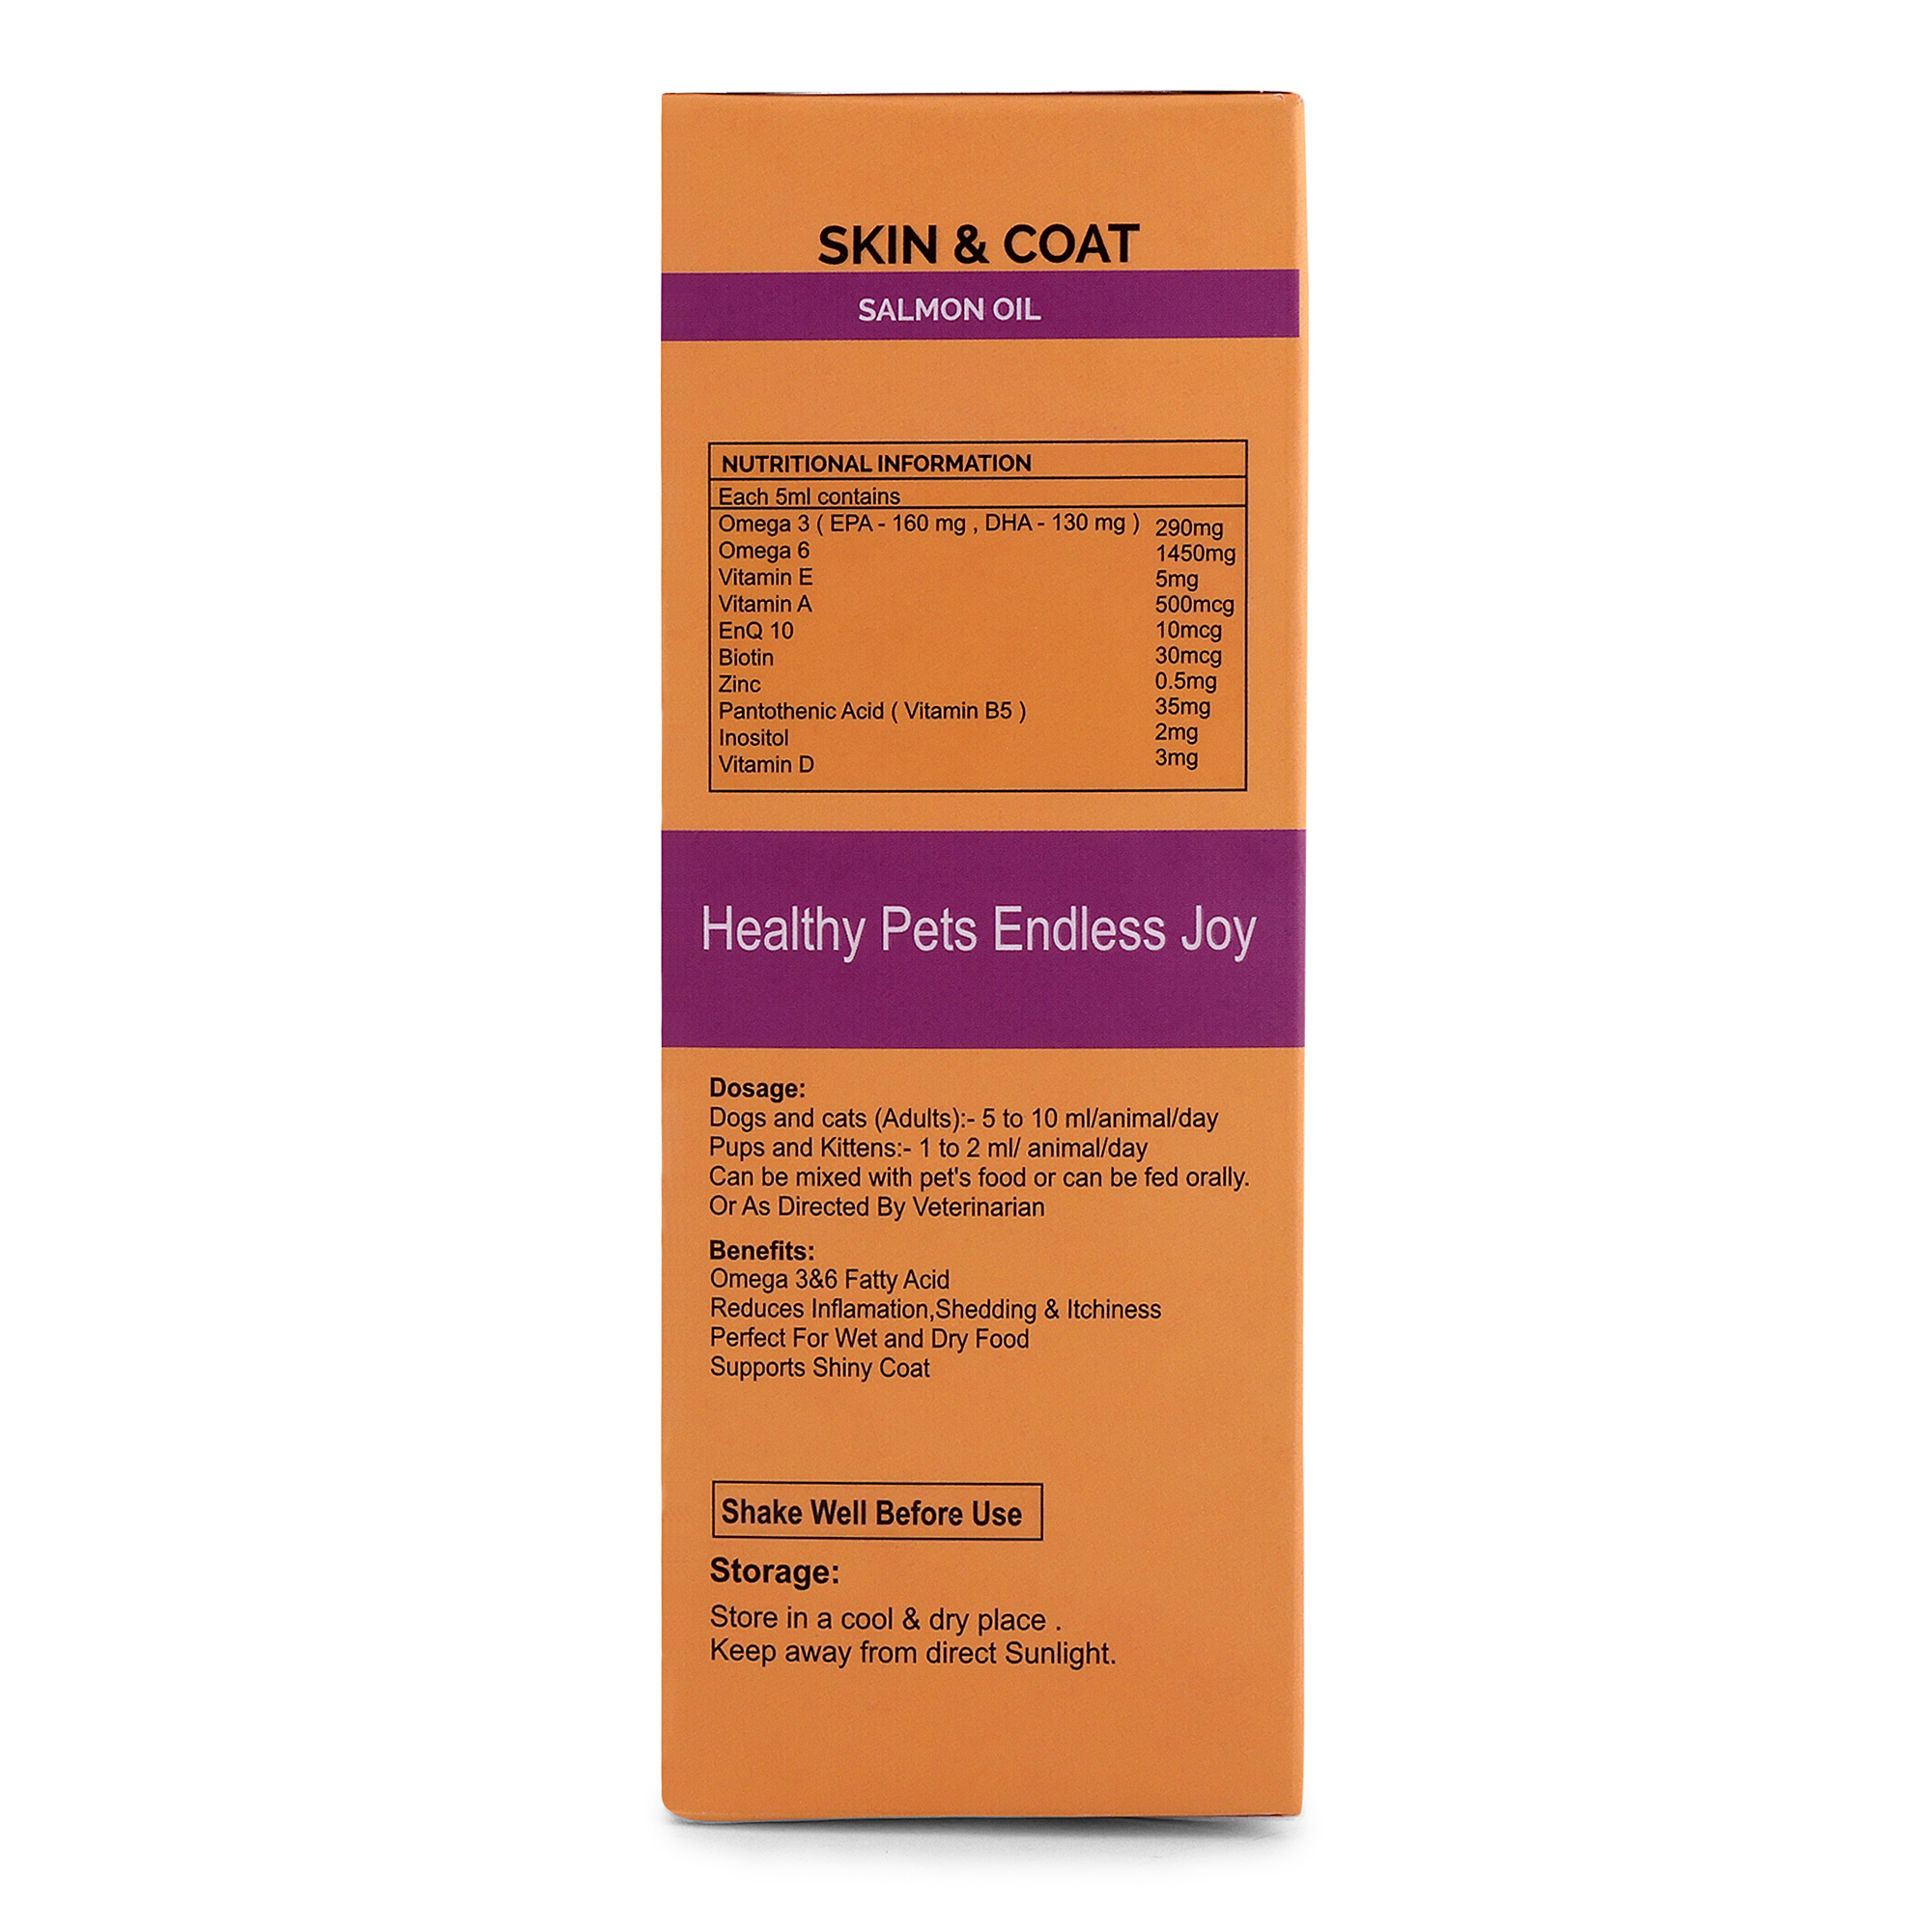 SKIN & COAT
SALMON OIL
NUTRITIONAL INFORMATION
Each 5ml contains
Omega 3 ( EPA - 160 mg , DHA - 130 mg ) 290mg
Omega 6 1450mg
Vitamin E 5mg
Vitamin A 500mcg
EnQ 10 10mcg
Biotin 30mcg
Zinc 0.5mg
Pantothenic Acid ( Vitamin B5 ) 35mg
Inositol 2mg
Vitamin D 3mg
Healthy Pets Endless Joy
Dosage:
Dogs and cats (Adults):- 5 to 10 ml/animal/day
Pups and Kittens:- 1 to 2 ml/ animal/day
Can be mixed with pet's food or can be fed orally.
Or As Directed By Veterinarian
Benefits:
Omega 3&6 Fatty Acid
Reduces Inflamation,Shedding & Itchiness
Perfect For Wet and Dry Food
Supports Shiny Coat
Shake Well Before Use
Storage:
Store in a cool & dry place .
Keep away from direct Sunlight.